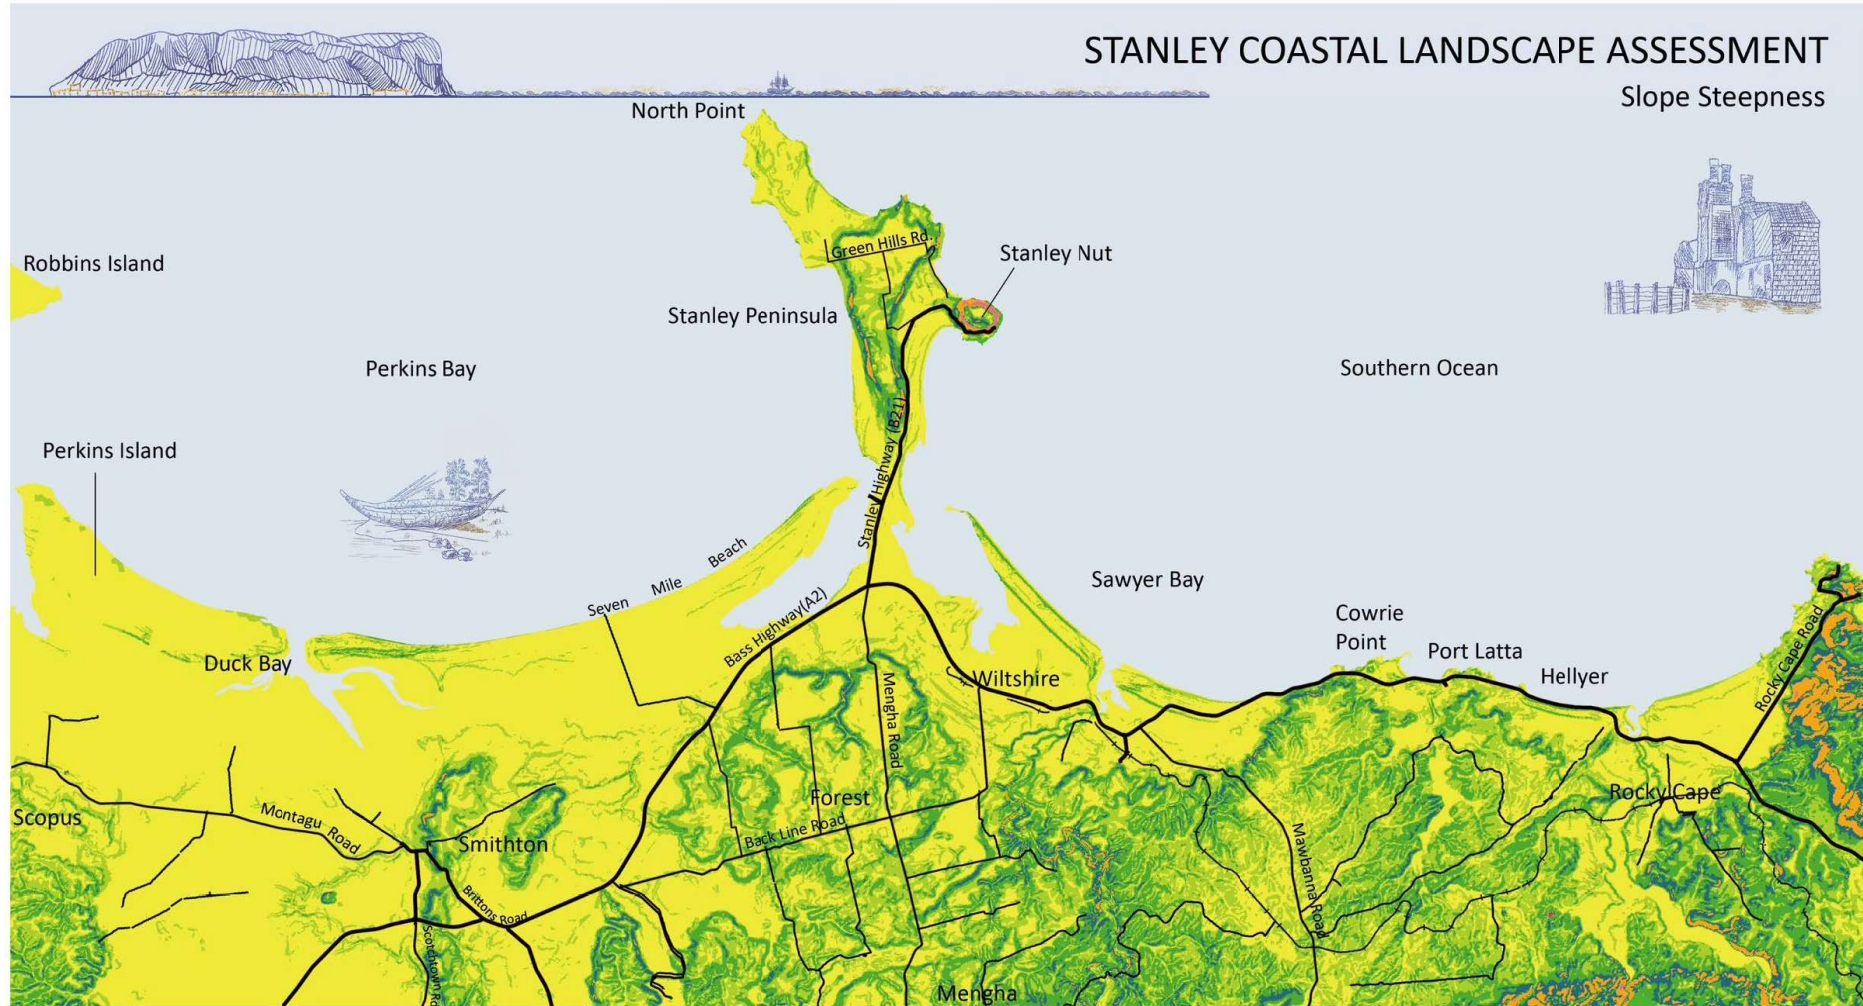 STANLEY COASTAL LANDSCAPE ASSESSMENT
Slope Steepness
North Point
Green Hills Rd.
Stanley Nut
Robbins Island
Stanley Peninsula
Perkins Bay
Southern Ocean
Perkins Island
Stanley Highway (B21)
Seven Mile Beach
Sawyer Bay
Bass Highway(A2)
Cowrie
Point
Port Latta
Hellyer
Rocky Cape Road
Duck Bay
Wiltshire
Mengha Road
Forest
Rocky Cape
Scopus
Montagu Road
Back Line Road
Smithton
Mawbanna Road
Brittons Road
Scotchtown Rd
Mengha